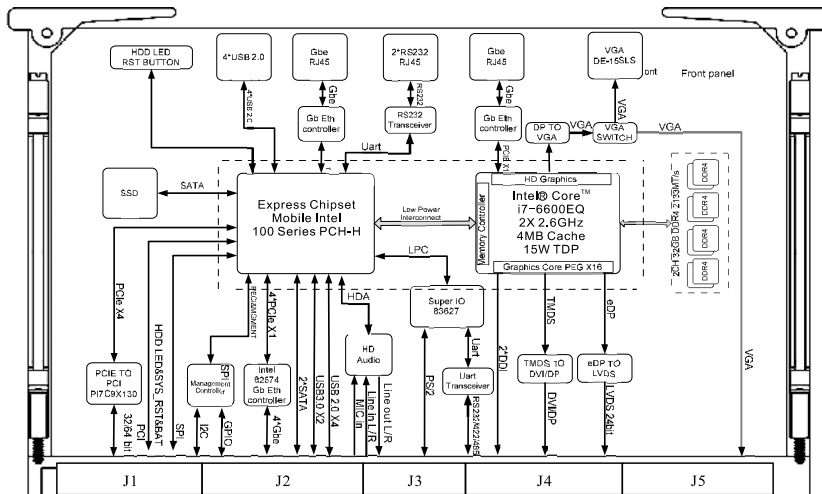 HDD LED
RST BUTTON
4*USB 2.0
Gbe
RJ45
2*RS232
RJ45
Gbe
RJ45
VGA
DE-15SLS
ont
Front panel
4*USB 2.0
Gbe
RS232
Gbe
VGA
Gb Eth
controller
RS232
Transceiver
Gb Eth
controller
DP TO
VGA
VGA
VGA
SWITCH
VGA
Uart
PCIE X1
SSD
SATA
Express Chipset
Mobile Intel
100 Series PCH-H
Low Power
Interconnect
HD Graphics
Memory Controller
Intel® Core™
i7-6600EQ
2X 2.6GHz
4MB Cache
15W TDP
Graphics Core PEG X16
2CH 32GB DDR4 213GMT/s
DDR4
DDR4
DDR4
DDR4
LPC
HDA
Super IO
83627
PCIe X4
HDD LED&SYS_RST&BAT
4*PCIe X1
TMDS
eDP
PCIE TO
PCI
PI7C9X130
SPI
Management
Controller
Intel
82574
Gb Eth
controller
HD
Audio
Uart
Uart
Transceiver
TMDS TO
DVI/DP
eDP TO
LVDS
32/64 bit
PCI
SPI
I2C
GPIO
4*Gbe
2*SATA
USB3.0 X2
USB 2.0 X4
MIC in
Line in L/R
Line out L/R
PS/2
RS232/422/485
2*DDI
DVI/DP
LVDS 24bit
VGA
J1
J2
J3
J4
J5